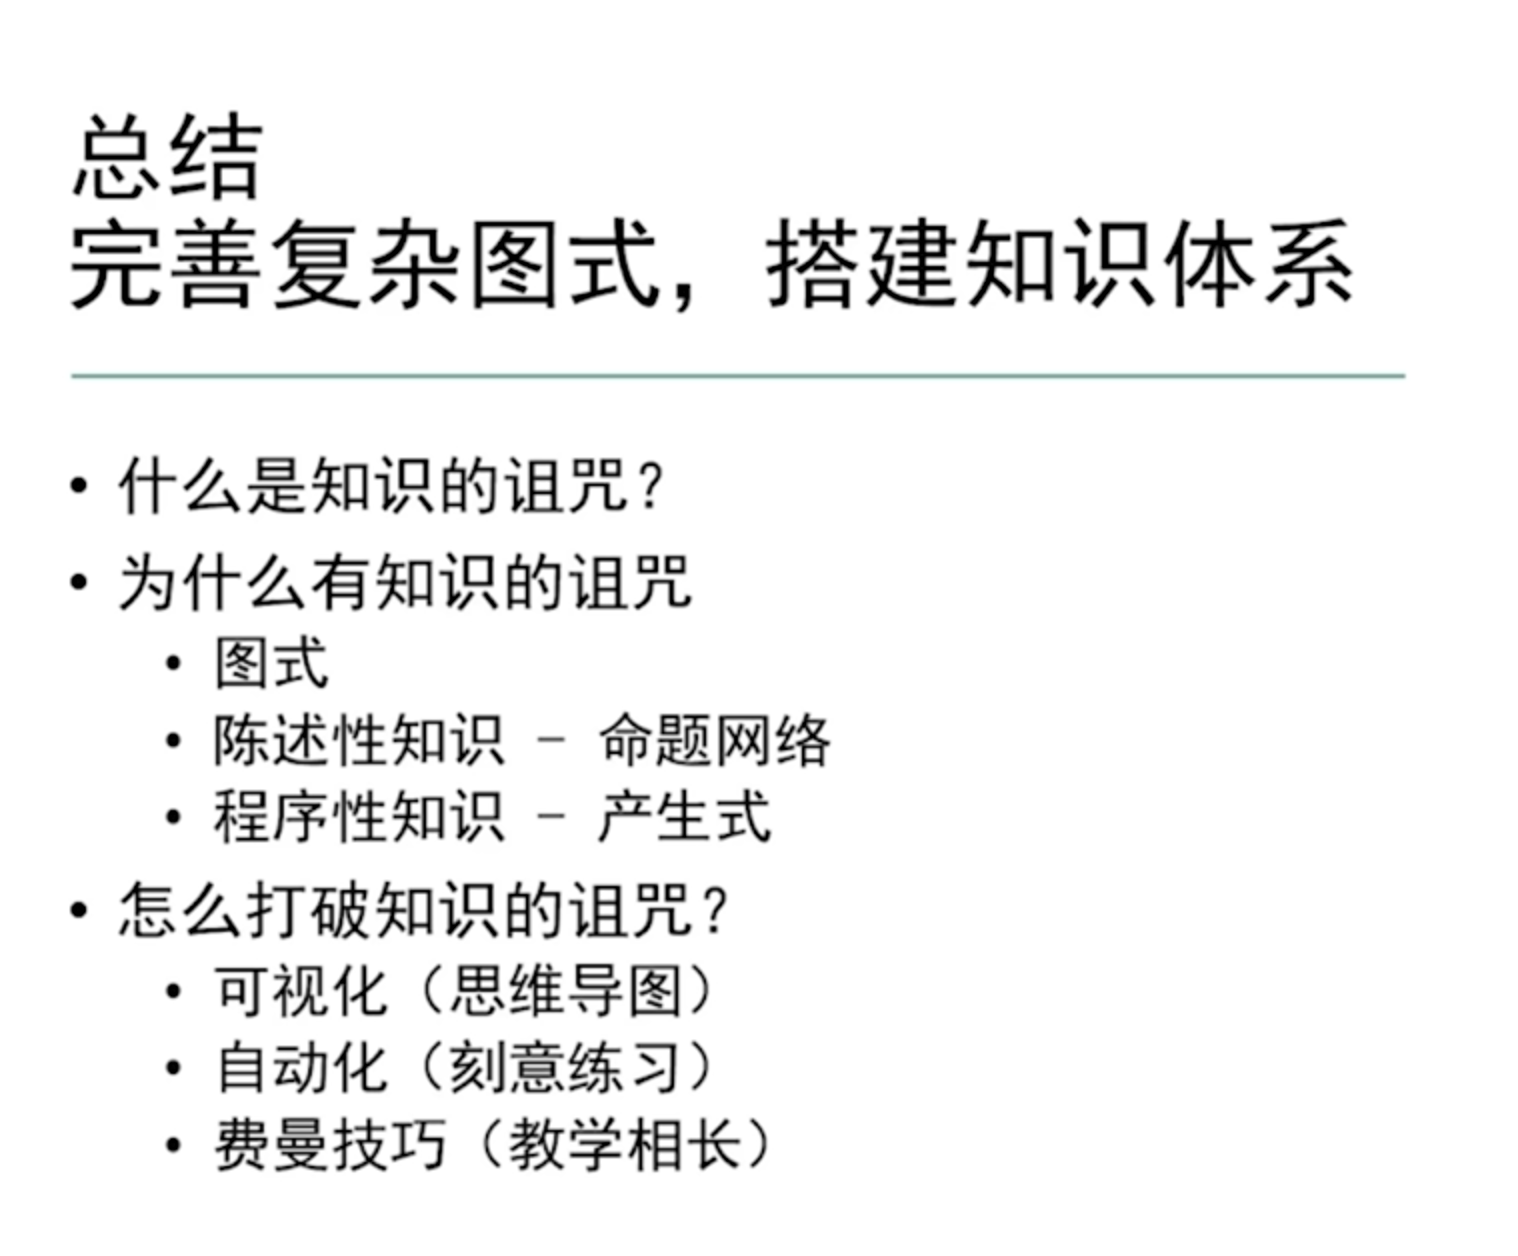 总结
完善复杂图式，搭建知识体系
• 什么是知识的诅咒？
• 为什么有知识的诅咒
• 图式
• 陈述性知识 – 命题网络
• 程序性知识 – 产生式
• 怎么打破知识的诅咒？
• 可视化（思维导图）
• 自动化（刻意练习）
• 费曼技巧（教学相长）